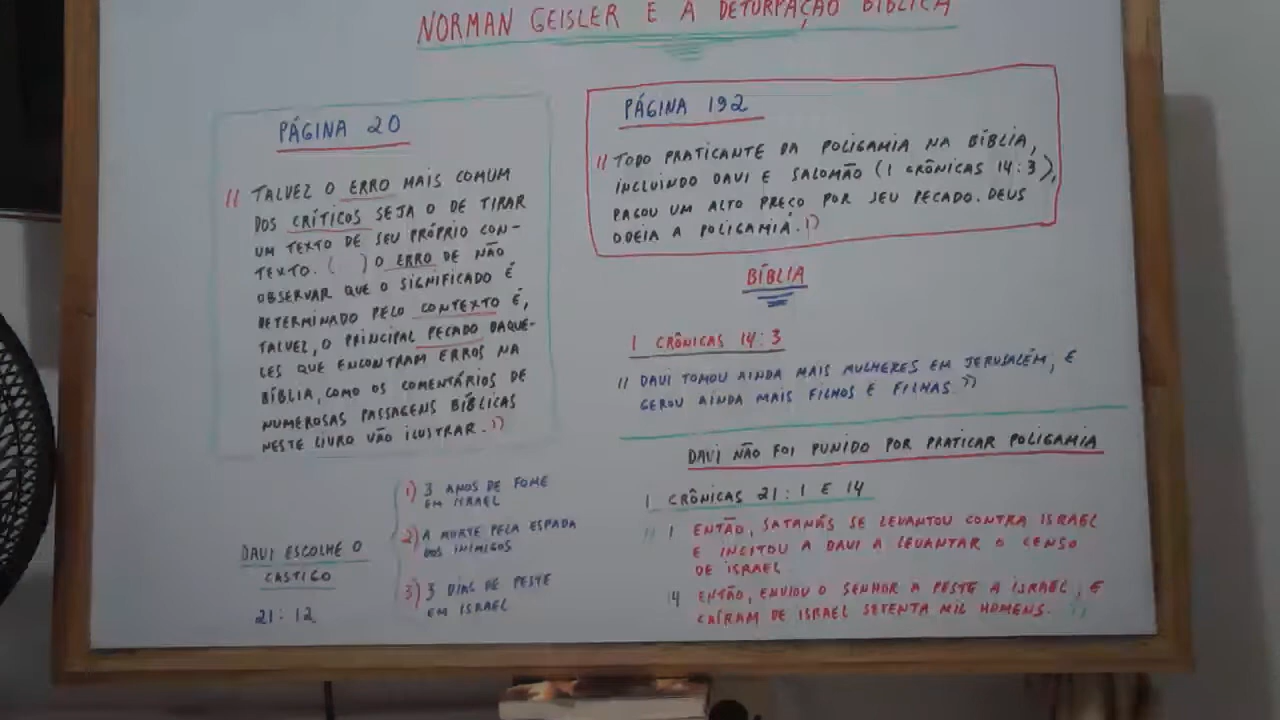 NORMAN GEISLER E A DETURPAÇÃO BÍBLICA
PÁGINA 20
" TALVEZ O ERRO MAIS COMUM
DOS CRÍTICOS SEJA O DE TIRAR
UM TEXTO DE SEU PRÓPRIO CON-
TEXTO. ( ) O ERRO DE NÃO
OBSERVAR QUE O SIGNIFICADO É
DETERMINADO PELO CONTEXTO É,
TALVEZ, O PRINCIPAL PECADO DAQUE-
LES QUE ENCONTRAM ERROS NA
BÍBLIA, COMO OS COMENTÁRIOS DE
NUMEROSAS PASSAGENS BÍBLICAS
NESTE LIVRO VÃO ILUSTRAR. "
PÁGINA 192
" TODO PRATICANTE DA POLIGAMIA NA BÍBLIA,
INCLUINDO DAVI E SALOMÃO (1 CRÔNICAS 14:3),
PAGOU UM ALTO PREÇO POR SEU PECADO. DEUS
ODEIA A POLIGAMIA. "
BÍBLIA
1 CRÔNICAS 14:3
" DAVI TOMOU AINDA MAIS MULHERES EM JERUSALÉM, E
GEROU AINDA MAIS FILHOS E FILHAS "
DAVI NÃO FOI PUNIDO POR PRATICAR POLIGAMIA
1 CRÔNICAS 21:1 E 14
" 1 ENTÃO, SATANÁS SE LEVANTOU CONTRA ISRAEL
E INCITOU A DAVI A LEVANTAR O CENSO
DE ISRAEL
14 ENTÃO, ENVIOU O SENHOR A PESTE A ISRAEL; E
CAÍRAM DE ISRAEL SETENTA MIL HOMENS. "
DAVI ESCOLHE O
CASTIGO
21:12
1) 3 ANOS DE FOME
EM ISRAEL
2) A MORTE PELA ESPADA
DOS INIMIGOS
3) 3 DIAS DE PESTE
EM ISRAEL